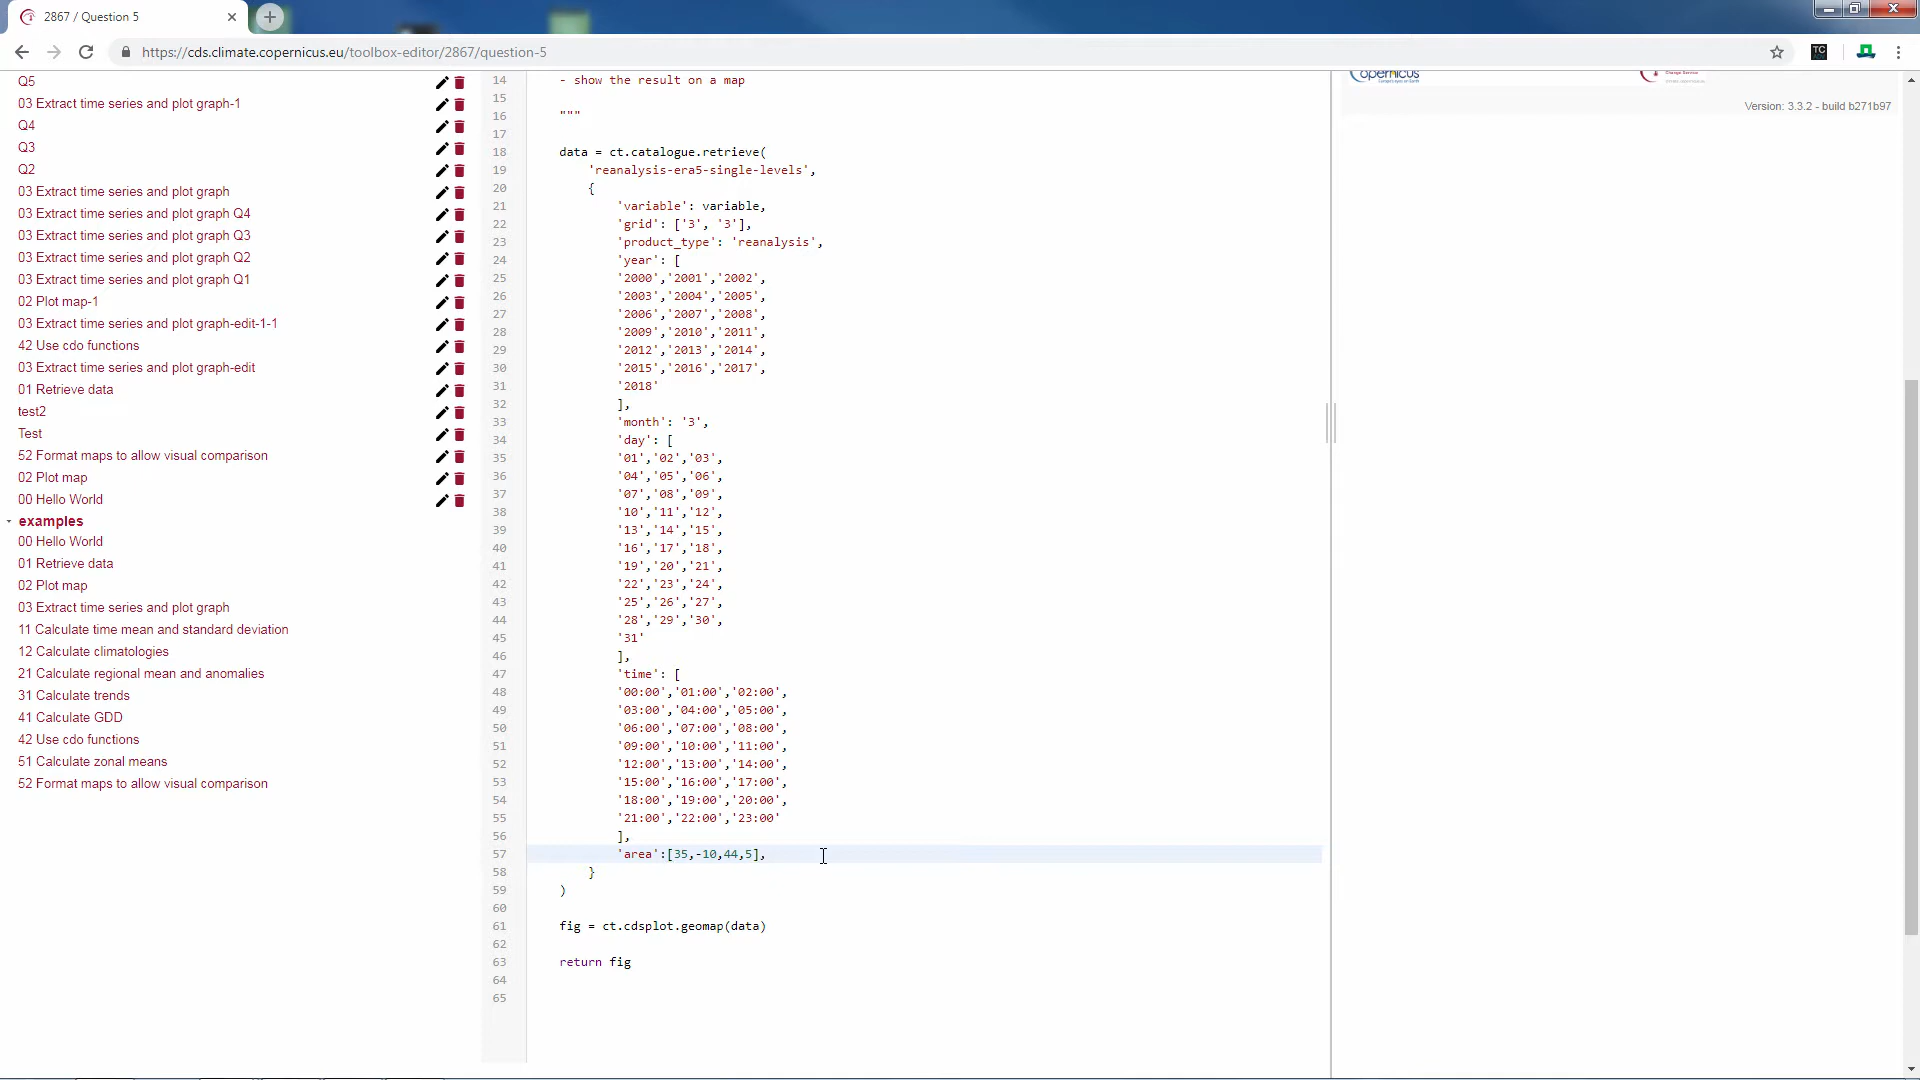 2867 / Question 5
https://cds.climate.copernicus.eu/toolbox-editor/2867/question-5
TC
Q5
03 Extract time series and plot graph-1
Q4
Q3
Q2
03 Extract time series and plot graph
03 Extract time series and plot graph Q4
03 Extract time series and plot graph Q3
03 Extract time series and plot graph Q2
03 Extract time series and plot graph Q1
02 Plot map-1
03 Extract time series and plot graph-edit-1-1
42 Use cdo functions
03 Extract time series and plot graph-edit
01 Retrieve data
test2
Test
52 Format maps to allow visual comparison
02 Plot map
00 Hello World
examples
00 Hello World
01 Retrieve data
02 Plot map
03 Extract time series and plot graph
11 Calculate time mean and standard deviation
12 Calculate climatologies
21 Calculate regional mean and anomalies
31 Calculate trends
41 Calculate GDD
42 Use cdo functions
51 Calculate zonal means
52 Format maps to allow visual comparison
14 - show the result on a map
15
16 """
17
18 data = ct.catalogue.retrieve(
19 'reanalysis-era5-single-levels',
20 {
21 'variable': variable,
22 'grid': ['3', '3'],
23 'product_type': 'reanalysis',
24 'year': [
25 '2000','2001','2002',
26 '2003','2004','2005',
27 '2006','2007','2008',
28 '2009','2010','2011',
29 '2012','2013','2014',
30 '2015','2016','2017',
31 '2018'
32 ],
33 'month': '3',
34 'day': [
35 '01','02','03',
36 '04','05','06',
37 '07','08','09',
38 '10','11','12',
39 '13','14','15',
40 '16','17','18',
41 '19','20','21',
42 '22','23','24',
43 '25','26','27',
44 '28','29','30',
45 '31'
46 ],
47 'time': [
48 '00:00','01:00','02:00',
49 '03:00','04:00','05:00',
50 '06:00','07:00','08:00',
51 '09:00','10:00','11:00',
52 '12:00','13:00','14:00',
53 '15:00','16:00','17:00',
54 '18:00','19:00','20:00',
55 '21:00','22:00','23:00'
56 ],
57 'area':[35,-10,44,5],
58 }
59 )
60
61 fig = ct.cdsplot.geomap(data)
62
63 return fig
64
65
opernicus
Change Service
Version: 3.3.2 - build b271b97